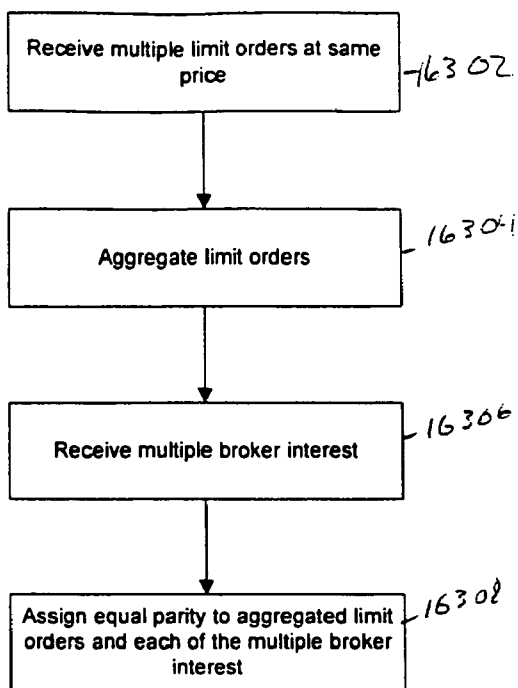 Receive multiple limit orders at same
price
16302
Aggregate limit orders
16304
Receive multiple broker interest
16306
Assign equal parity to aggregated limit
orders and each of the multiple broker
interest
16308